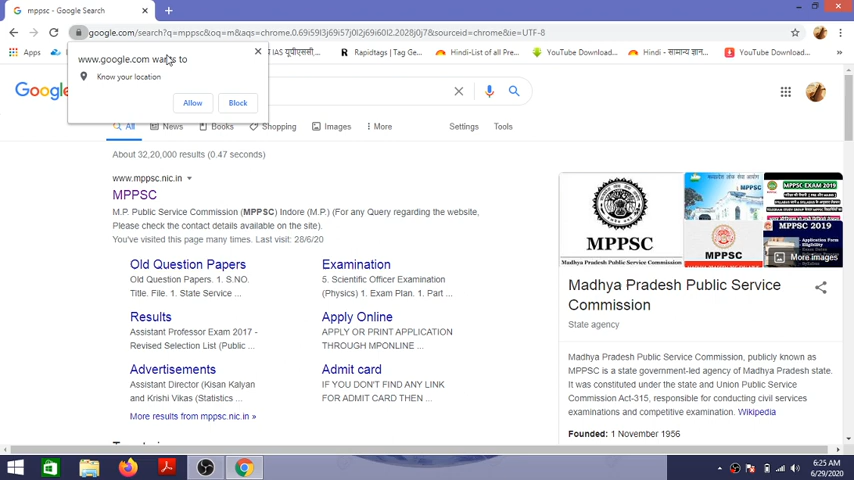 mppsc - Google Search
google.com/search?q=mppsc&oq=m&aqs=chrome.0.69i59l3j69i57j0l2j69i60l2.2028j0j7&sourceid=chrome&ie=UTF-8
Apps
IAS यूपीएससी...
Rapidtags | Tag Ge...
Hindi-List of all Pres...
YouTube Download...
Hindi - सामान्य ज्ञान...
YouTube Download...
www.google.com wants to
Know your location
Allow
Block
Goog
All
News
Books
Shopping
Images
More
Settings
Tools
About 32,20,000 results (0.47 seconds)
www.mppsc.nic.in
MPPSC
M.P. Public Service Commission (MPPSC) Indore (M.P.) (For any Query regarding the website,
Please check the contact details available on the site).
You've visited this page many times. Last visit: 28/6/20
Old Question Papers
Old Question Papers. 1. S.NO.
Title. File. 1. State Service ...
Examination
5. Scientific Officer Examination
(Physics) 1. Exam Plan. 1. Part ...
Results
Assistant Professor Exam 2017 -
Revised Selection List (Public ...
Apply Online
APPLY OR PRINT APPLICATION
THROUGH MPONLINE ...
Advertisements
Assistant Director (Kisan Kalyan
and Krishi Vikas (Statistics ...
Admit card
IF YOU DON'T FIND ANY LINK
FOR ADMIT CARD THEN ...
More results from mppsc.nic.in »
MPPSC
Madhya Pradesh Public Service Commission
MPPSC
MPPSC EXAM 2019
MPPSC
MPPSC 2019
Application Form
Eligibility
More images
Madhya Pradesh Public Service
Commission
State agency
Madhya Pradesh Public Service Commission, publicly known as
MPPSC is a state government-led agency of Madhya Pradesh state.
It was constituted under the state and Union Public Service
Commission Act-315, responsible for conducting civil services
examinations and competitive examination. Wikipedia
Founded: 1 November 1956
6:25 AM
6/29/2020